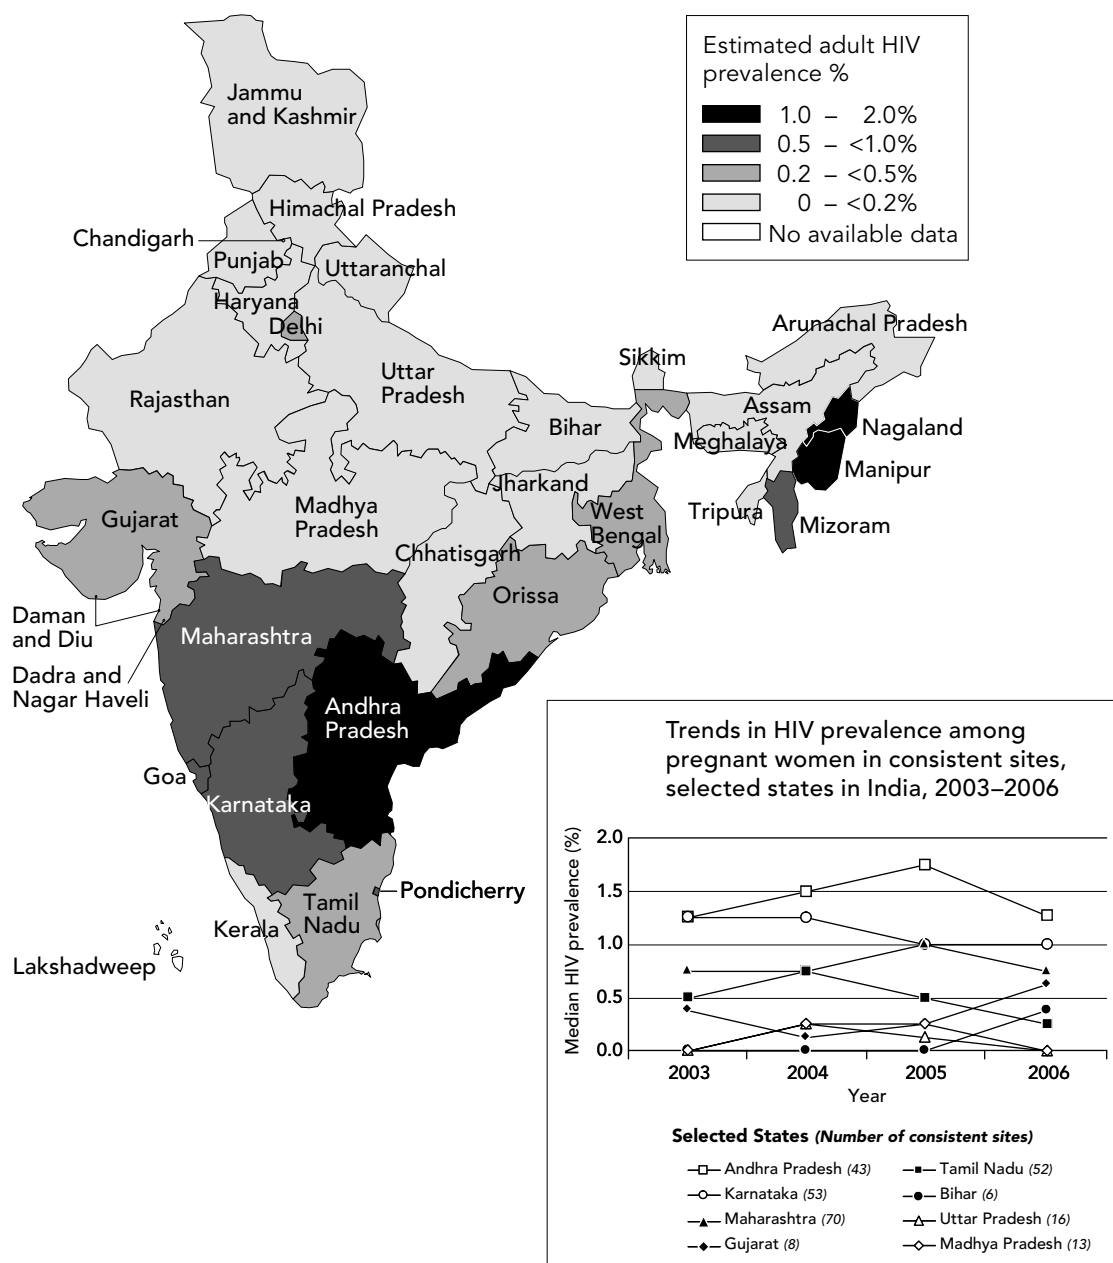 Estimated adult HIV
prevalence %
1.0 – 2.0%
0.5 – <1.0%
0.2 – <0.5%
0 – <0.2%
No available data
Jammu
and Kashmir
Himachal Pradesh
Chandigarh
Punjab
Uttaranchal
Haryana
Delhi
Arunachal Pradesh
Sikhim
Rajasthan
Uttar
Pradesh
Assam
Bihar
Nagaland
Meghalaya
Manipur
Jharkand
Gujarat
Madhya
Pradesh
West
Bengal
Tripura
Mizoram
Chhatisgarh
Orissa
Daman
and Diu
Maharashtra
Dadra and
Nagar Haveli
Andhra
Pradesh
Goa
Karnataka
Pondicherry
Tamil
Nadu
Kerala
Lakshadweep
Trends in HIV prevalence among
pregnant women in consistent sites,
selected states in India, 2003–2006
Median HIV prevalence (%)
2.0
1.5
1.0
0.5
0.0
2003 2004 2005 2006
Year
Selected States (Number of consistent sites)
Andhra Pradesh (43)
Karnataka (53)
Maharashtra (70)
Gujarat (8)
Tamil Nadu (52)
Bihar (6)
Uttar Pradesh (16)
Madhya Pradesh (13)